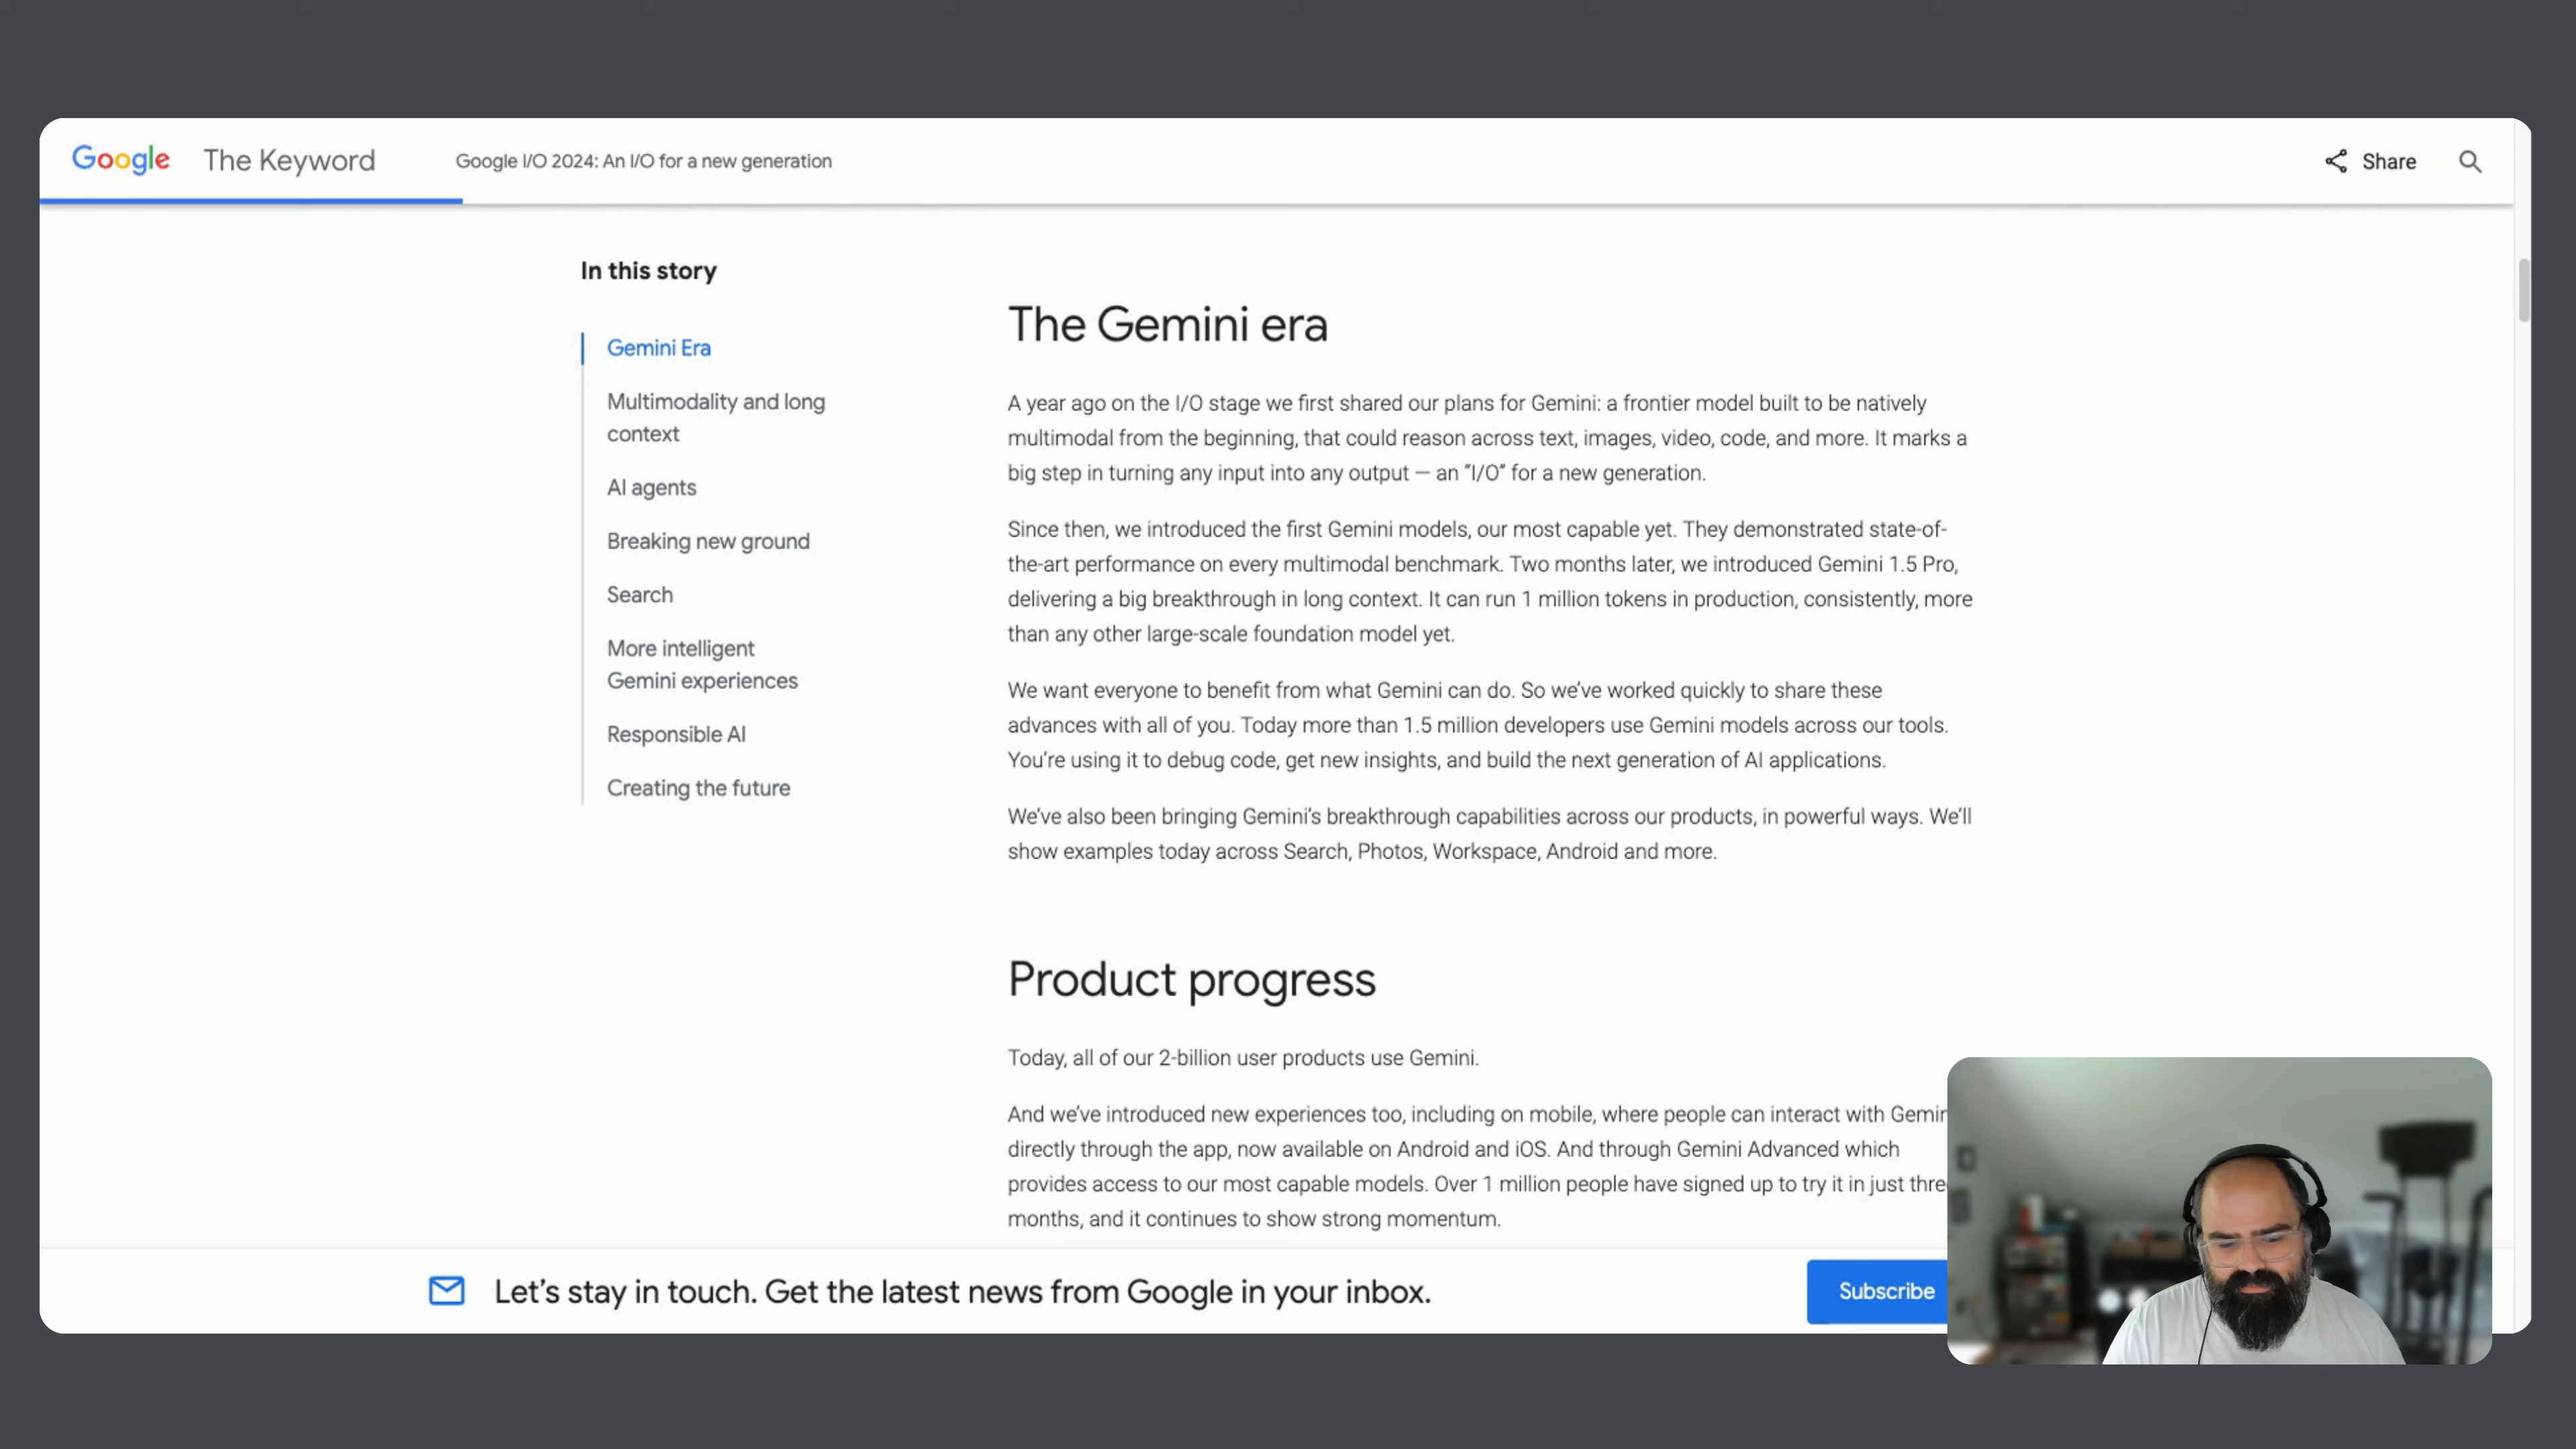 Google The Keyword Google I/O 2024: An I/O for a new generation Share
In this story
Gemini Era
Multimodality and long
context
AI agents
Breaking new ground
Search
More intelligent
Gemini experiences
Responsible AI
Creating the future
The Gemini era
A year ago on the I/O stage we first shared our plans for Gemini: a frontier model built to be natively
multimodal from the beginning, that could reason across text, images, video, code, and more. It marks a
big step in turning any input into any output — an “I/O” for a new generation.
Since then, we introduced the first Gemini models, our most capable yet. They demonstrated state-of-
the-art performance on every multimodal benchmark. Two months later, we introduced Gemini 1.5 Pro,
delivering a big breakthrough in long context. It can run 1 million tokens in production, consistently, more
than any other large-scale foundation model yet.
We want everyone to benefit from what Gemini can do. So we’ve worked quickly to share these
advances with all of you. Today more than 1.5 million developers use Gemini models across our tools.
You’re using it to debug code, get new insights, and build the next generation of AI applications.
We’ve also been bringing Gemini’s breakthrough capabilities across our products, in powerful ways. We’ll
show examples today across Search, Photos, Workspace, Android and more.
Product progress
Today, all of our 2-billion user products use Gemini.
And we’ve introduced new experiences too, including on mobile, where people can interact with Gemin
directly through the app, now available on Android and iOS. And through Gemini Advanced which
provides access to our most capable models. Over 1 million people have signed up to try it in just thre
months, and it continues to show strong momentum.
Let’s stay in touch. Get the latest news from Google in your inbox. Subscribe